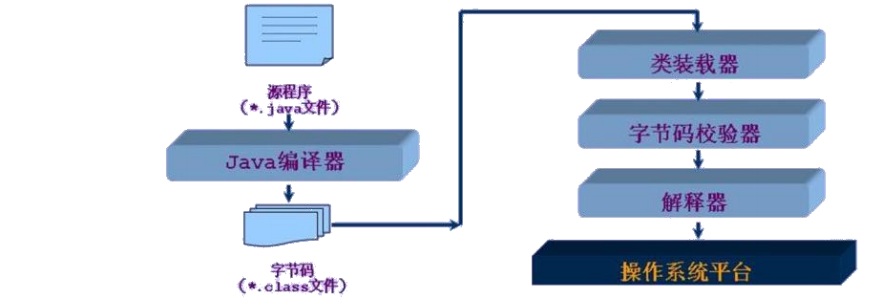 源程序
(*.java文件)
Java编译器
字节码
(*.class文件)
类装载器
字节码校验器
解释器
操作系统平台